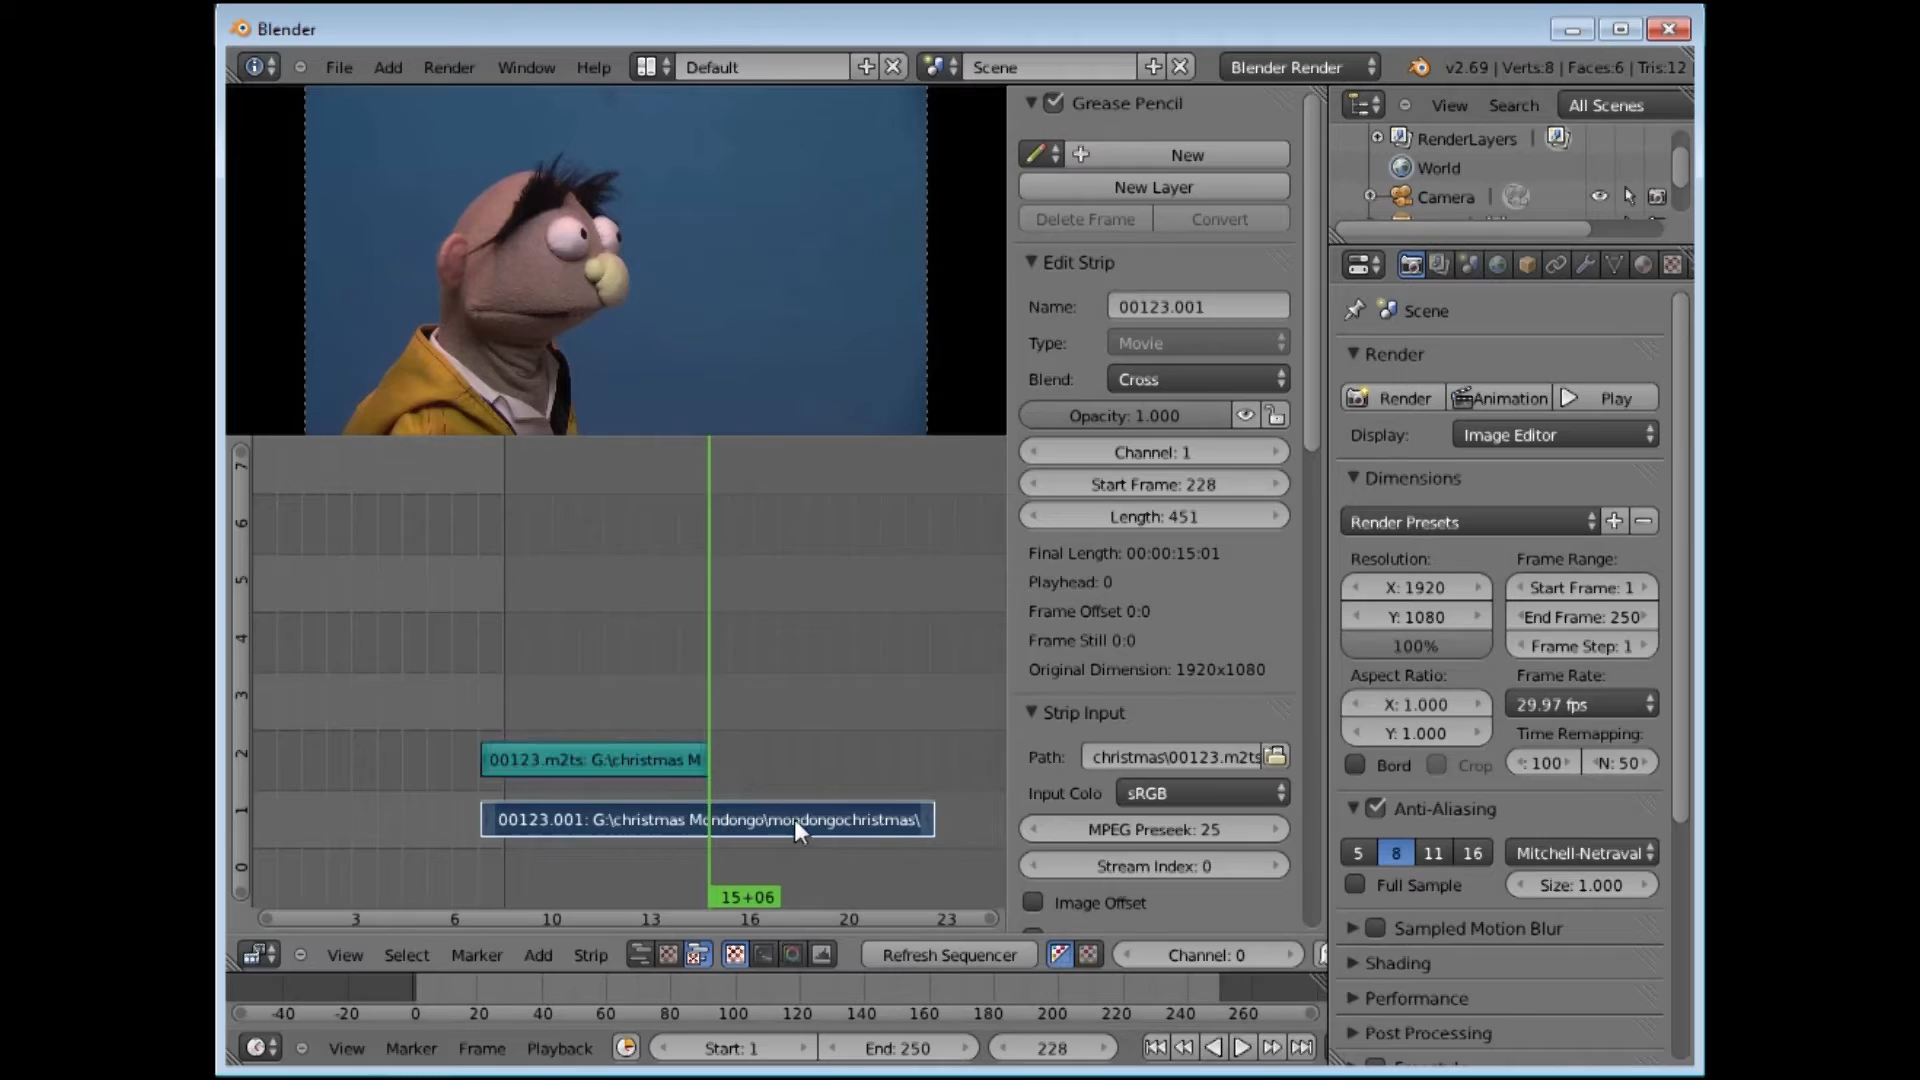 Blender
File Add Render Window Help Default Scene Blender Render v2.69 | Verts:8 | Faces:6 | Tris:12
Grease Pencil
New
New Layer
Delete Frame Convert
Edit Strip
Name: 00123.001
Type: Movie
Blend: Cross
Opacity: 1.000
Channel: 1
Start Frame: 228
Length: 451
Final Length: 00:00:15:01
Playhead: 0
Frame Offset 0:0
Frame Still 0:0
Original Dimension: 1920x1080
Strip Input
Path: christmas\00123.m2ts
Input Colo sRGB
MPEG Preseek: 25
Stream Index: 0
Image Offset
View Search All Scenes
RenderLayers |
World
Camera |
Scene
Render
Render Animation Play
Display: Image Editor
Dimensions
Render Presets
Resolution: Frame Range:
X: 1920 Start Frame: 1
Y: 1080 End Frame: 250
100% Frame Step: 1
Aspect Ratio: Frame Rate:
X: 1.000 29.97 fps
Y: 1.000 Time Remapping:
Bord Crop : 100 N: 50
Anti-Aliasing
5 8 11 16 Mitchell-Netraval
Full Sample Size: 1.000
Sampled Motion Blur
Shading
Performance
Post Processing
7
6
5
4
3
2
1
0
00123.m2ts: G:\christmas M
00123.001: G:\christmas Mondongo\mondongochristmas\
15+06
3 6 10 13 16 20 23
View Select Marker Add Strip Refresh Sequencer Channel: 0
-40 -20 0 20 40 60 80 100 120 140 160 180 200 220 240 260
View Marker Frame Playback Start: 1 End: 250 228